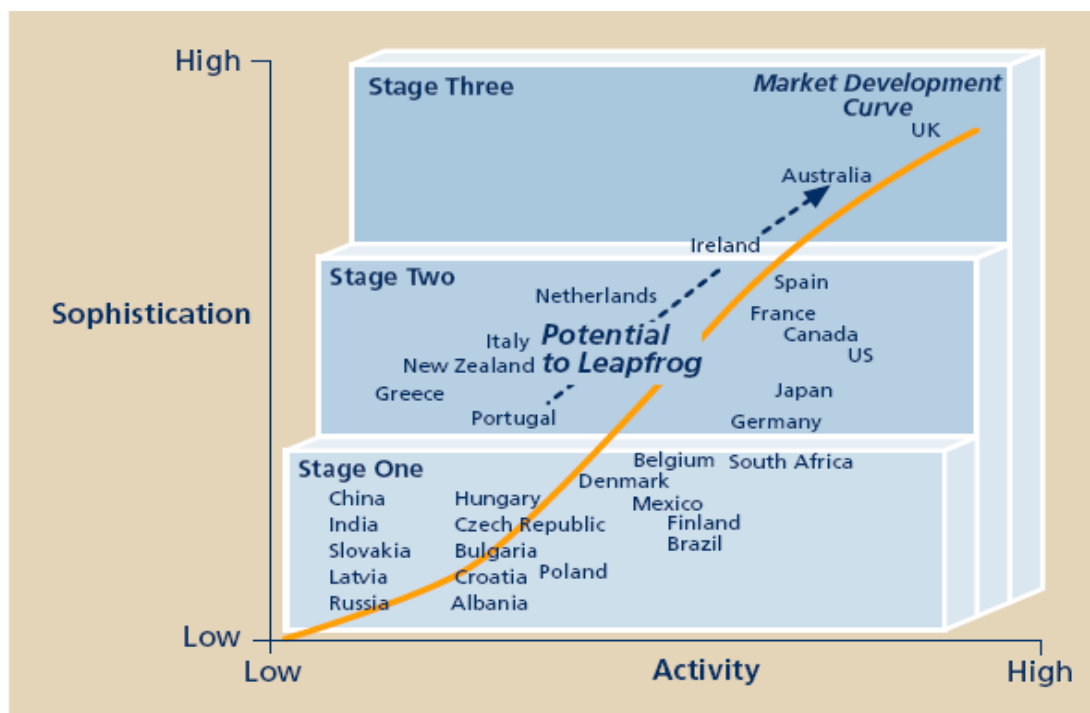 High
Stage Three
Market Development
Curve
UK
Australia
Ireland
Stage Two
Spain
Netherlands
Sophistication
France
Canada
Italy
Potential
US
New Zealand
to Leapfrog
Greece
Japan
Portugal
Germany
Stage One
Belgium
South Africa
Denmark
China
Hungary
Mexico
India
Czech Republic
Finland
Slovakia
Bulgaria
Brazil
Latvia
Croatia
Poland
Russia
Albania
Low
Low
Activity
High